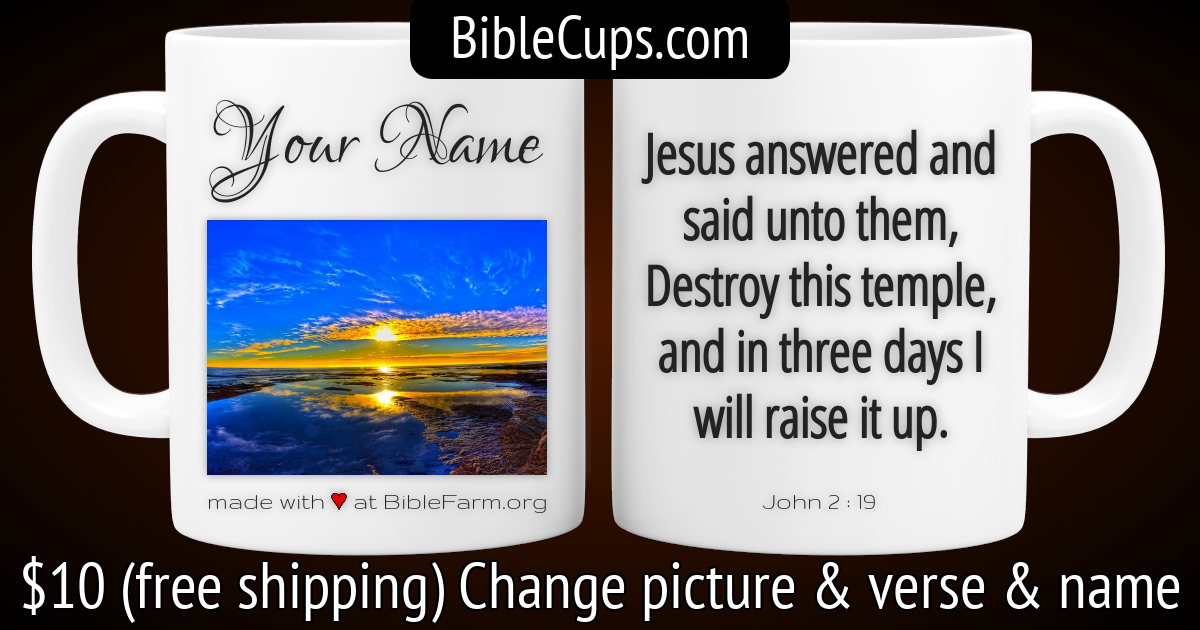 BibleCups.com
Your Name
made with ♥ at BibleFarm.org
Jesus answered and
said unto them,
Destroy this temple,
and in three days I
will raise it up.
John 2 : 19
$10 (free shipping) Change picture & verse & name